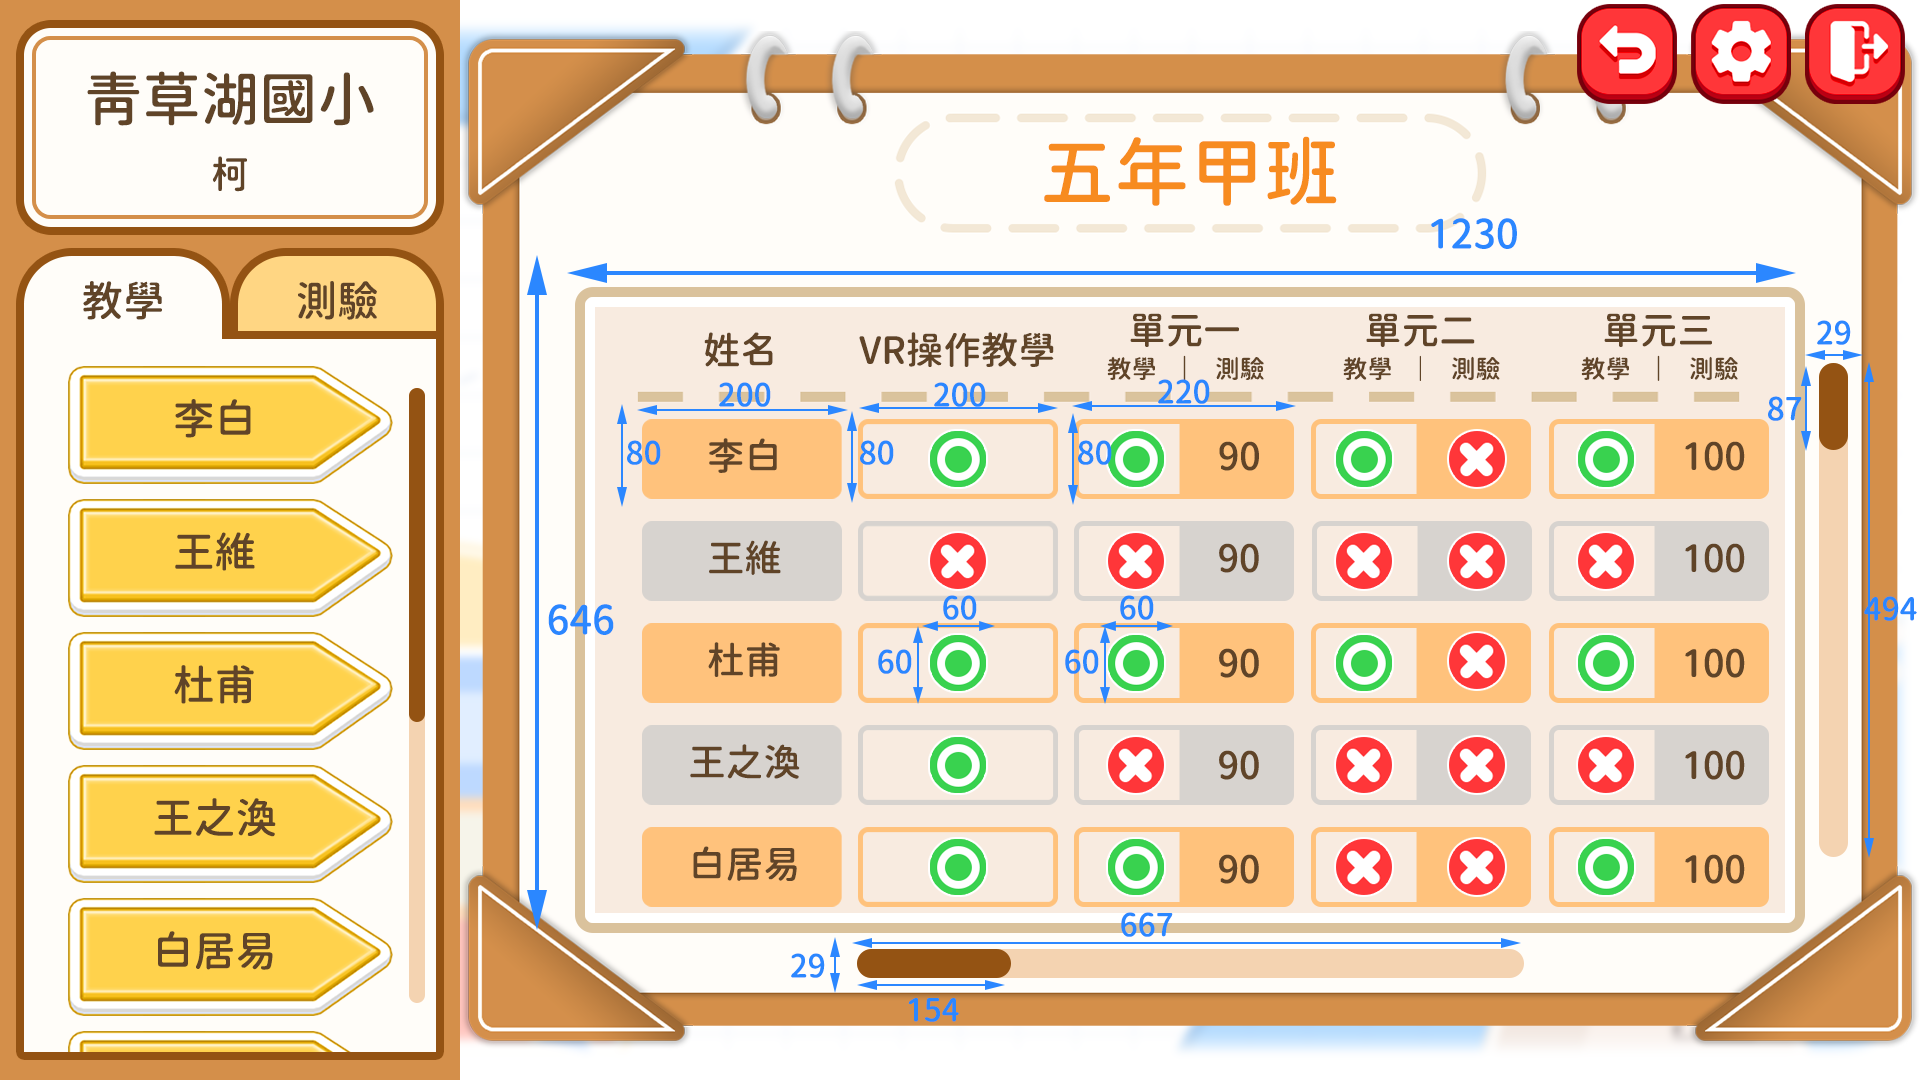 青草湖國小
柯
教學 測驗
李白
王維
杜甫
王之渙
白居易
五年甲班
1230
646
姓名 VR操作教學 單元一 單元二 單元三
教學 | 測驗 教學 | 測驗 教學 | 測驗
200 200 220
29
87
494
80 李白 80 80 90 100
王維 90 100
60 60
杜甫 60 60 90 100
王之渙 90 100
白居易 90 100
667
29
154